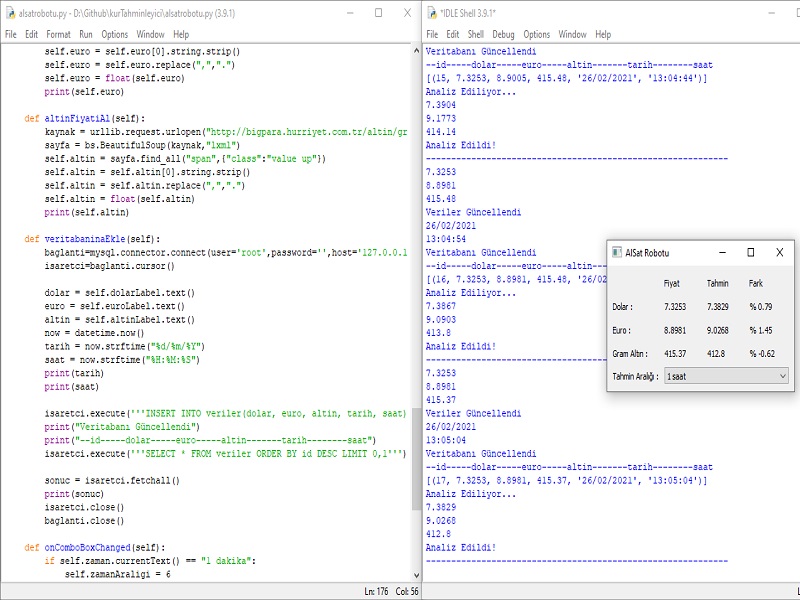 alsatrobotu.py - D:\Github\kurTahminleyici\alsatrobotu.py (3.9.1)
File Edit Format Run Options Window Help
self.euro = self.euro[0].string.strip()
self.euro = self.euro.replace(",",".")
self.euro = float(self.euro)
print(self.euro)
def altinFiyatiAl(self):
kaynak = urllib.request.urlopen("http://bigpara.hurriyet.com.tr/altin/gr
sayfa = bs.BeautifulSoup(kaynak,"lxml")
self.altin = sayfa.find_all("span",{"class":"value up"})
self.altin = self.altin[0].string.strip()
self.altin = self.altin.replace(",",".")
self.altin = float(self.altin)
print(self.altin)
def veritabaninaEkle(self):
baglanti=mysql.connector.connect(user='root',password='',host='127.0.0.1
isaretci=baglanti.cursor()
dolar = self.dolarLabel.text()
euro = self.euroLabel.text()
altin = self.altinLabel.text()
now = datetime.now()
tarih = now.strftime("%d/%m/%Y")
saat = now.strftime("%H:%M:%S")
print(tarih)
print(saat)
isaretci.execute('''INSERT INTO veriler(dolar, euro, altin, tarih, saat)
print("Veritabanı Güncellendi")
print("--id-----dolar-----euro-----altin-------tarih--------saat")
isaretci.execute('''SELECT * FROM veriler ORDER BY id DESC LIMIT 0,1''')
sonuc = isaretci.fetchall()
print(sonuc)
isaretci.close()
baglanti.close()
def onComboBoxChanged(self):
if self.zaman.currentText() == "1 dakika":
self.zamanAraligi = 6
Ln: 176 Col: 56
*IDLE Shell 3.9.1*
File Edit Shell Debug Options Window Help
Veritabanı Güncellendi
--id-----dolar-----euro-----altin-------tarih--------saat
[(15, 7.3253, 8.9005, 415.48, '26/02/2021', '13:04:44')]
Analiz Ediliyor...
7.3904
9.1773
414.14
Analiz Edildi!
------------------------------------------------------------
7.3253
8.8981
415.48
Veriler Güncellendi
26/02/2021
13:04:54
Veritabanı Güncellendi
--id-----dolar-----euro-----altin---
[(16, 7.3253, 8.8981, 415.48, '26/0
Analiz Ediliyor...
7.3867
9.0903
413.8
Analiz Edildi!
------------------------------------
7.3253
8.8981
415.37
Veriler Güncellendi
26/02/2021
13:05:04
Veritabanı Güncellendi
--id-----dolar-----euro-----altin-------tarih--------saat
[(17, 7.3253, 8.8981, 415.37, '26/02/2021', '13:05:04')]
Analiz Ediliyor...
7.3829
9.0268
412.8
Analiz Edildi!
------------------------------------------------------------
AlSat Robotu
Fiyat Tahmin Fark
Dolar : 7.3253 7.3829 % 0.79
Euro : 8.8981 9.0268 % 1.45
Gram Altın : 415.37 412.8 % -0.62
Tahmin Aralığı : 1 saat